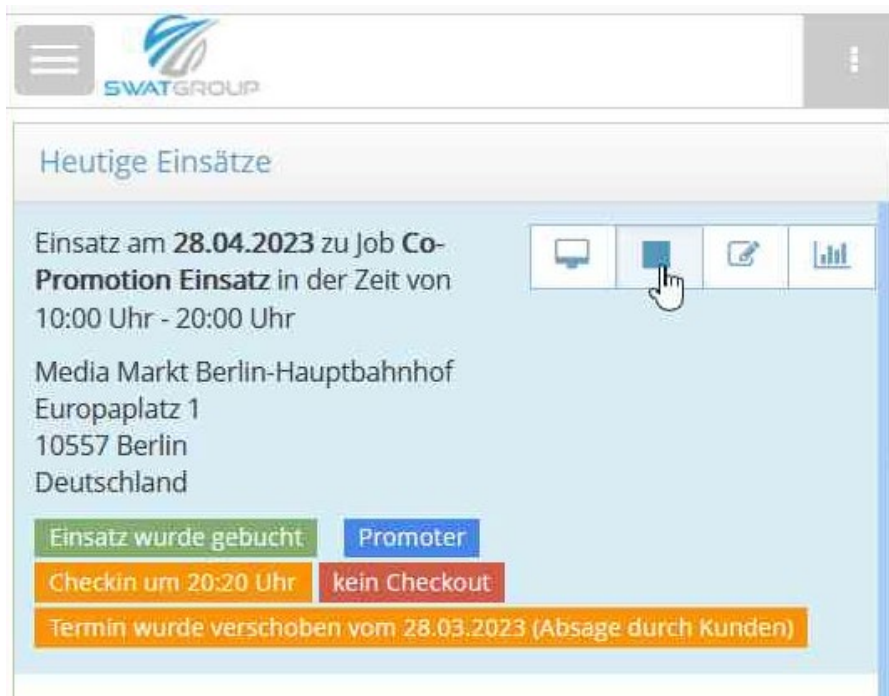 SWATGROUP
Heutige Einsätze
Einsatz am 28.04.2023 zu Job Co-
Promotion Einsatz in der Zeit von
10:00 Uhr - 20:00 Uhr
Media Markt Berlin-Hauptbahnhof
Europaplatz 1
10557 Berlin
Deutschland
Einsatz wurde gebucht Promoter
Checkin um 20:20 Uhr kein Checkout
Termin wurde verschoben vom 28.03.2023 (Absage durch Kunden)